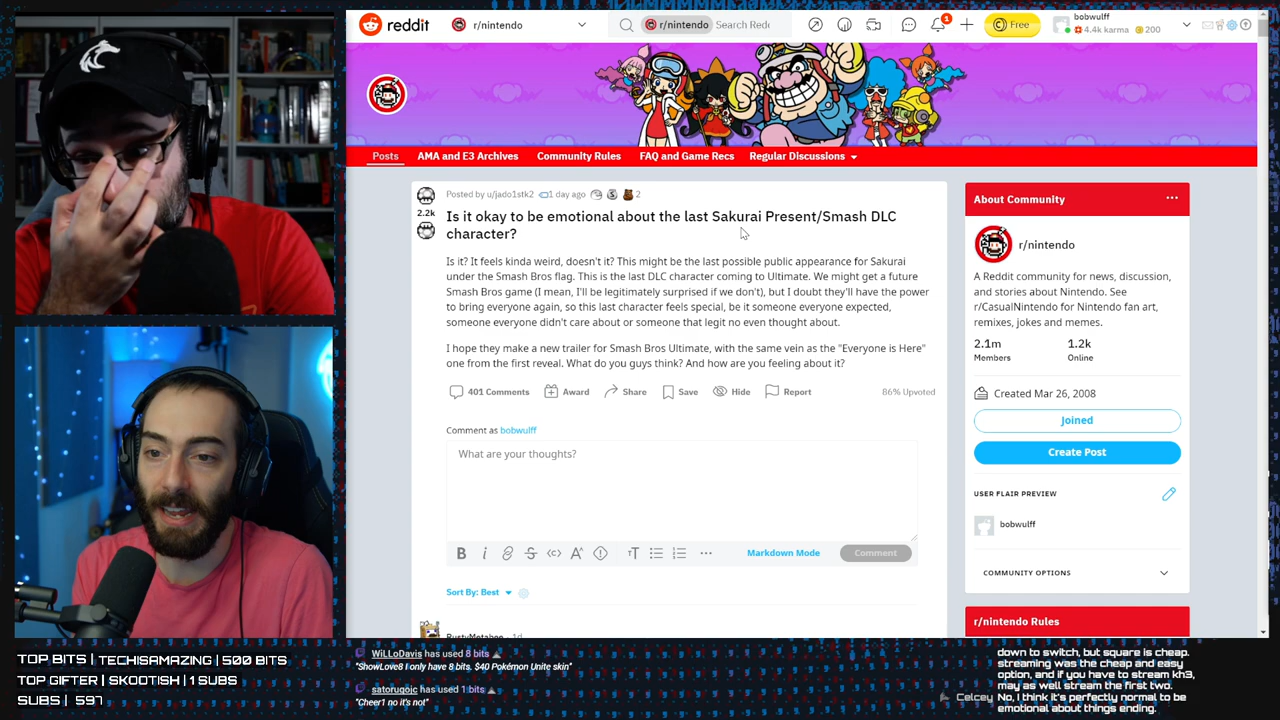 reddit
r/nintendo
r/nintendo
Search Redd
1
Free
bobwulff
4.4k karma
200
Posts
AMA and E3 Archives
Community Rules
FAQ and Game Recs
Regular Discussions
Posted by u/jado1stk2
1 day ago
2
2.2k
Is it okay to be emotional about the last Sakurai Present/Smash DLC
character?
Is it? It feels kinda weird, doesn't it? This might be the last possible public appearance for Sakurai
under the Smash Bros flag. This is the last DLC character coming to Ultimate. We might get a future
Smash Bros game (I mean, I'll be legitimately surprised if we don't), but I doubt they'll have the power
to bring everyone again, so this last character feels special, be it someone everyone expected,
someone everyone didn't care about or someone that legit no even thought about.
I hope they make a new trailer for Smash Bros Ultimate, with the same vein as the "Everyone is Here"
one from the first reveal. What do you guys think? And how are you feeling about it?
401 Comments
Award
Share
Save
Hide
Report
86% Upvoted
Comment as bobwulff
What are your thoughts?
B i T
Markdown Mode
Comment
Sort By: Best
RustyMetabee · 1d
About Community
r/nintendo
A Reddit community for news, discussion,
and stories about Nintendo. See
r/CasualNintendo for Nintendo fan art,
remixes, jokes and memes.
2.1m
Members
1.2k
Online
Created Mar 26, 2008
Joined
Create Post
USER FLAIR PREVIEW
bobwulff
COMMUNITY OPTIONS
r/nintendo Rules
TOP BITS | TECHISAMAZING | 500 BITS
TOP GIFTER | SKOOTISH | 1 SUBS
SUBS | 597
WiLLoDavis has used 8 bits
"ShowLove8 I only have 8 bits. $40 Pokémon Unite skin"
satorugojc has used 1 bits
"Cheer1 no it's not"
down to switch, but square is cheap.
streaming was the cheap and easy
option, and if you have to stream kh3,
may as well stream the first two.
Celcey No, I think it's perfectly normal to be
emotional about things ending.